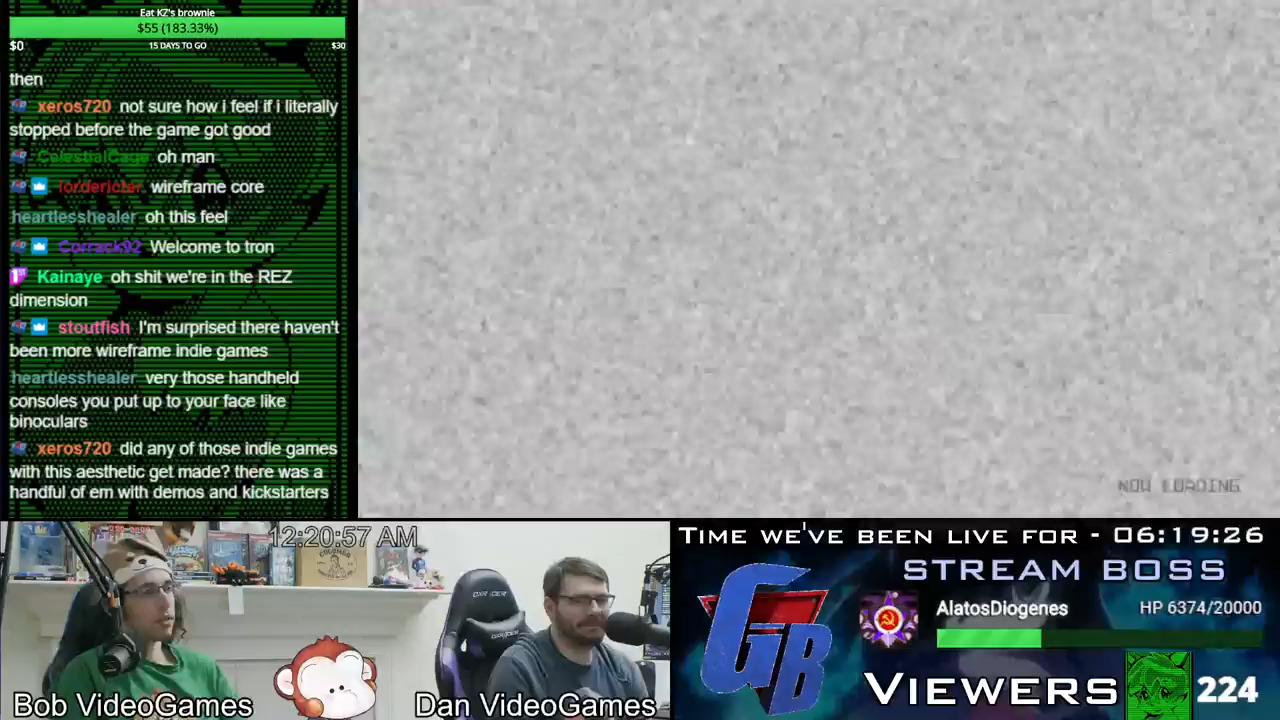 Eat KZ's brownie
$55 (183.33%)
$0 15 DAYS TO GO $30
then
xeros720 not sure how i feel if i literally
stopped before the game got good
CelestialCage oh man
lordericter wireframe core
heartlesshealer oh this feel
Corrack92 Welcome to tron
Kainaye oh shit we're in the REZ
dimension
stoutfish I'm surprised there haven't
been more wireframe indie games
heartlesshealer very those handheld
consoles you put up to your face like
binoculars
xeros720 did any of those indie games
with this aesthetic get made? there was a
handful of em with demos and kickstarters
NOW LOADING
12:20:57 AM
TIME WE'VE BEEN LIVE FOR - 06:19:26
STREAM BOSS
AlatosDiogenes HP 6374/20000
GB
VIEWERS 224
Bob VideoGames
Dan VideoGames